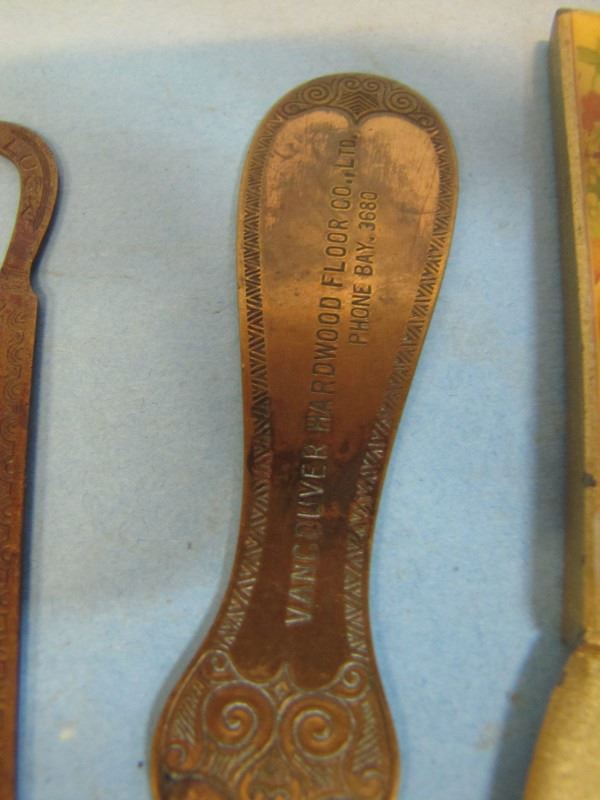 VANCOUVER HARDWOOD FLOOR CO., LTD.
PHONE BAY. 3680